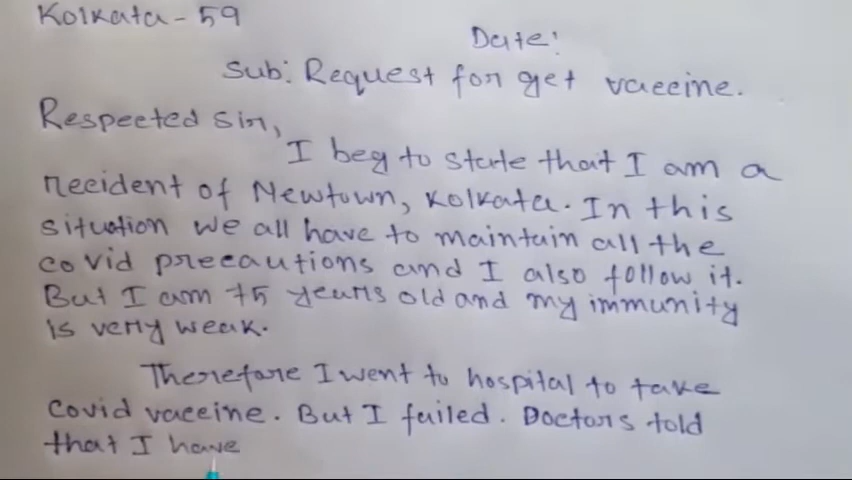 Kolkata - 59
Date:
Sub: Request for get vaccine.
Respected Sir,
I beg to state that I am a
recident of Newtown, Kolkata. In this
situation we all have to maintain all the
covid precautions and I also follow it.
But I am 75 years old and my immunity
is very weak.
Therefore I went to hospital to take
covid vaccine. But I failed. Doctors told
that I have